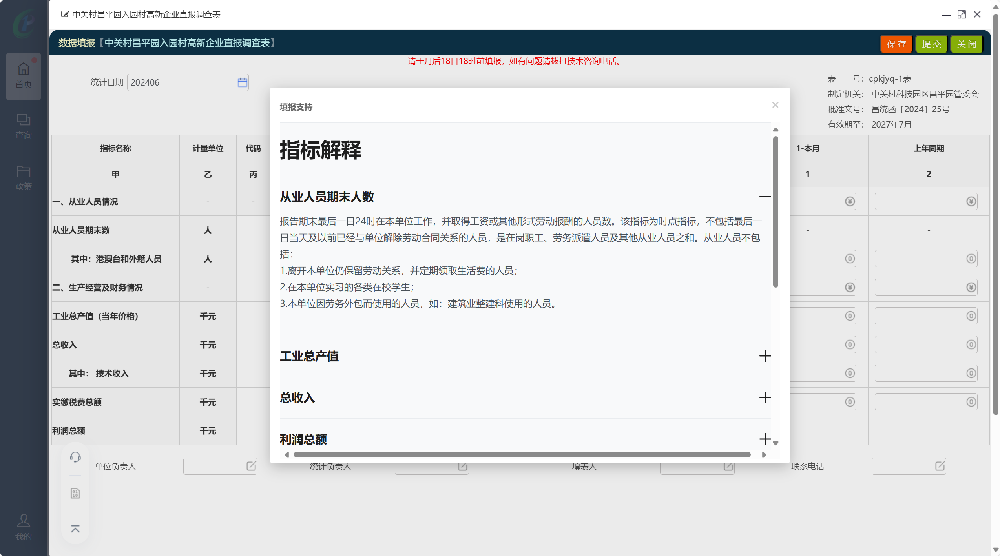 中关村昌平园入园村高新企业直报调查表
数据填报【中关村昌平园入园村高新企业直报调查表】
保 存
提 交
关 闭
请于月后18日18时前填报，如有问题请拨打技术咨询电话。
首页
查询
政策
我的
统计日期
202406
表 号：cpkjyq-1表
制定机关： 中关村科技园区昌平园管委会
批准文号： 昌统函〔2024〕25号
有效期至： 2027年7月
指标名称 计量单位 代码 1-本月 上年同期
甲 乙 丙 1 2
一、从业人员情况 - -
从业人员期末数 人 - -
其中：港澳台和外籍人员 人
二、生产经营及财务情况 -
工业总产值（当年价格） 千元
总收入 千元
其中： 技术收入 千元
实缴税费总额 千元
利润总额 千元
填报支持
指标解释
从业人员期末人数
报告期末最后一日24时在本单位工作，并取得工资或其他形式劳动报酬的人员数。该指标为时点指标，不包括最后一
日当天及以前已经与单位解除劳动合同关系的人员，是在岗职工、劳务派遣人员及其他从业人员之和。从业人员不包
括：
1.离开本单位仍保留劳动关系，并定期领取生活费的人员；
2.在本单位实习的各类在校学生；
3.本单位因劳务外包而使用的人员，如：建筑业整建科使用的人员。
工业总产值
总收入
利润总额
单位负责人 统计负责人 填表人 联系电话